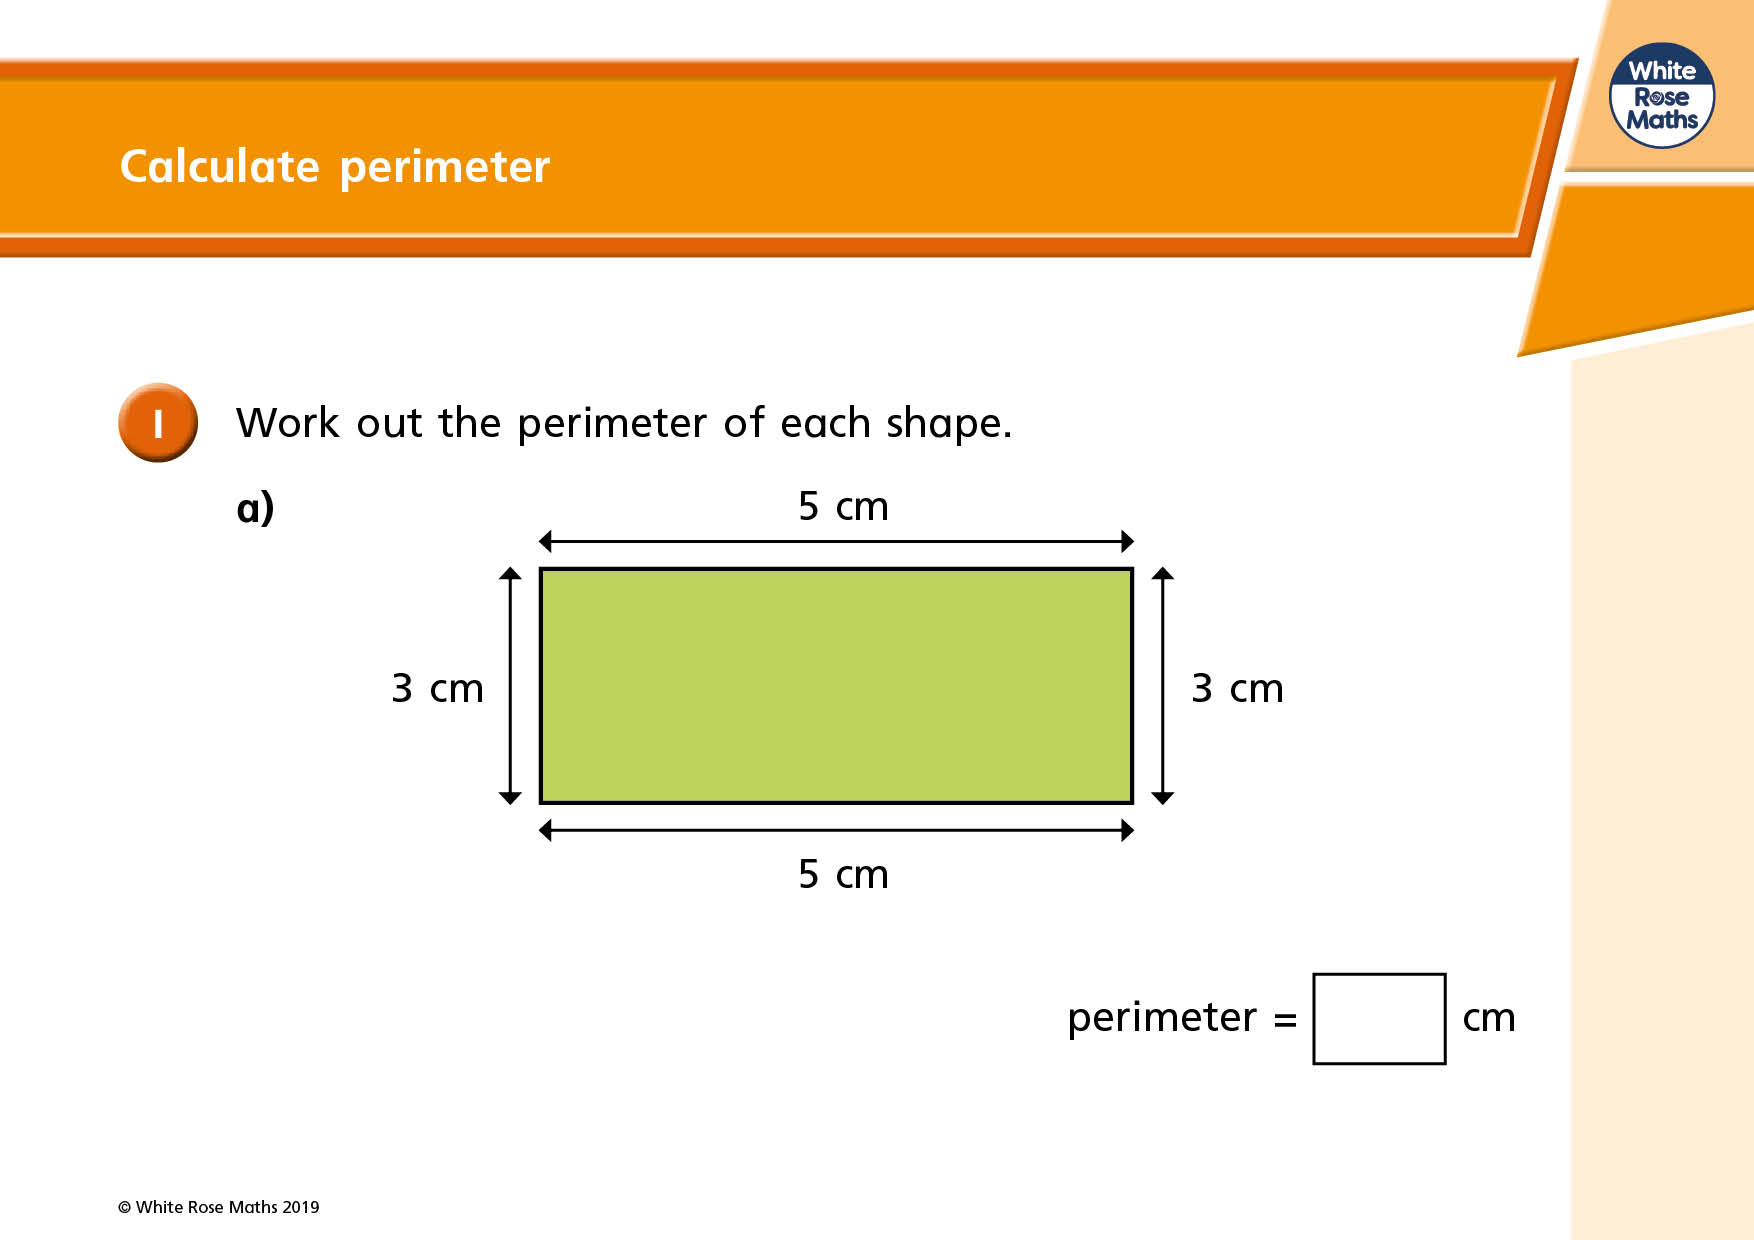 White
Rose
Maths
Calculate perimeter
1 Work out the perimeter of each shape.
a)
5 cm
3 cm
3 cm
5 cm
perimeter = cm
© White Rose Maths 2019